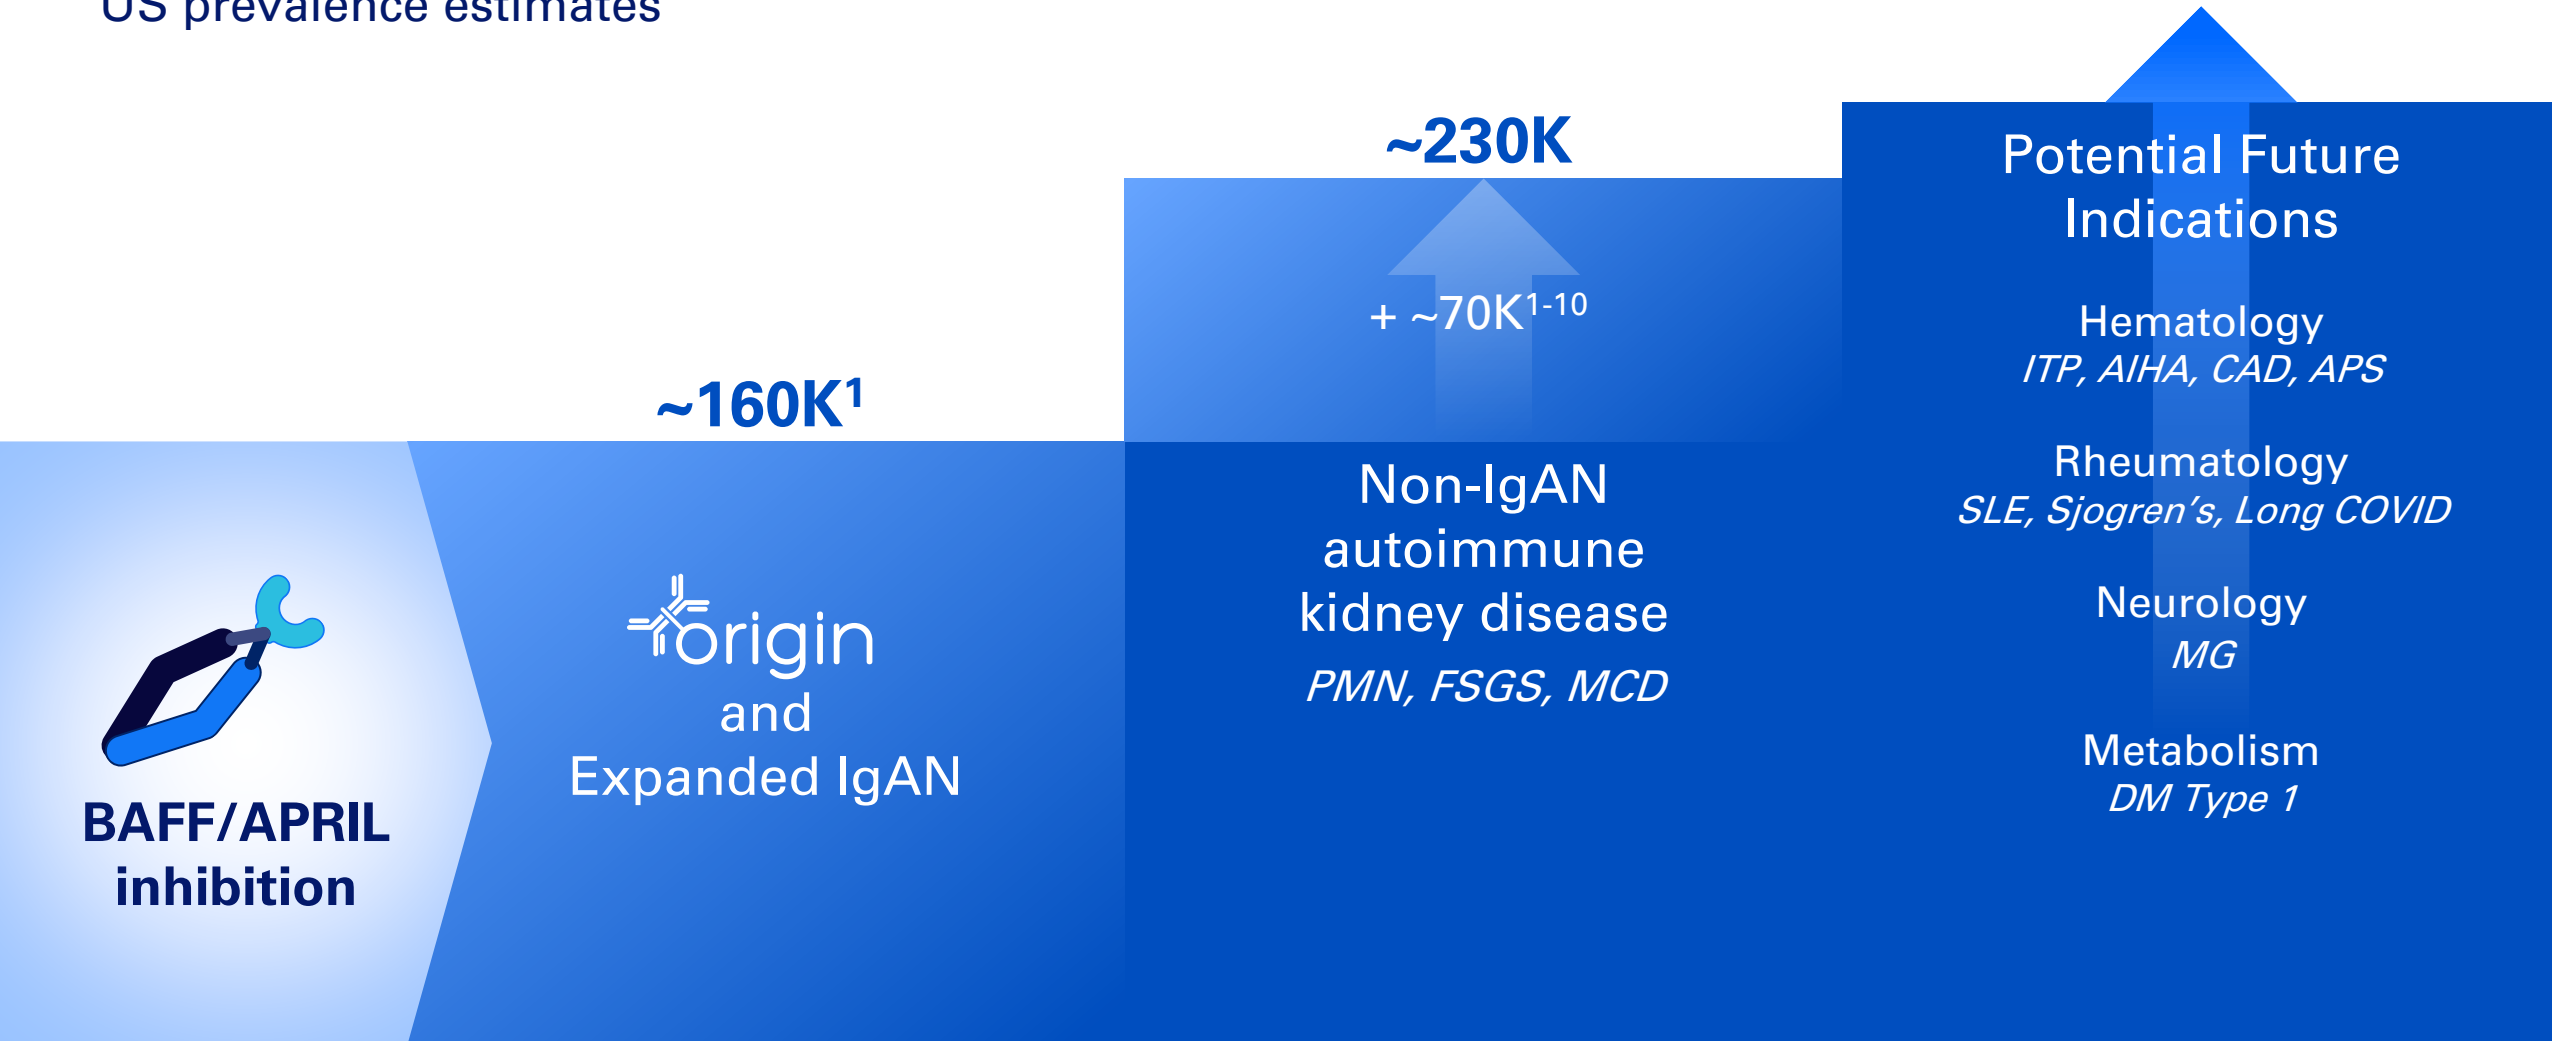 US prevalence estimates
BAFF/APRIL
inhibition
~160K1
origin
and
Expanded IgAN
~230K
+ ~70K1-10
Non-IgAN
autoimmune
kidney disease
PMN, FSGS, MCD
Potential Future
Indications
Hematology
ITP, AIHA, CAD, APS
Rheumatology
SLE, Sjogren’s, Long COVID
Neurology
MG
Metabolism
DM Type 1